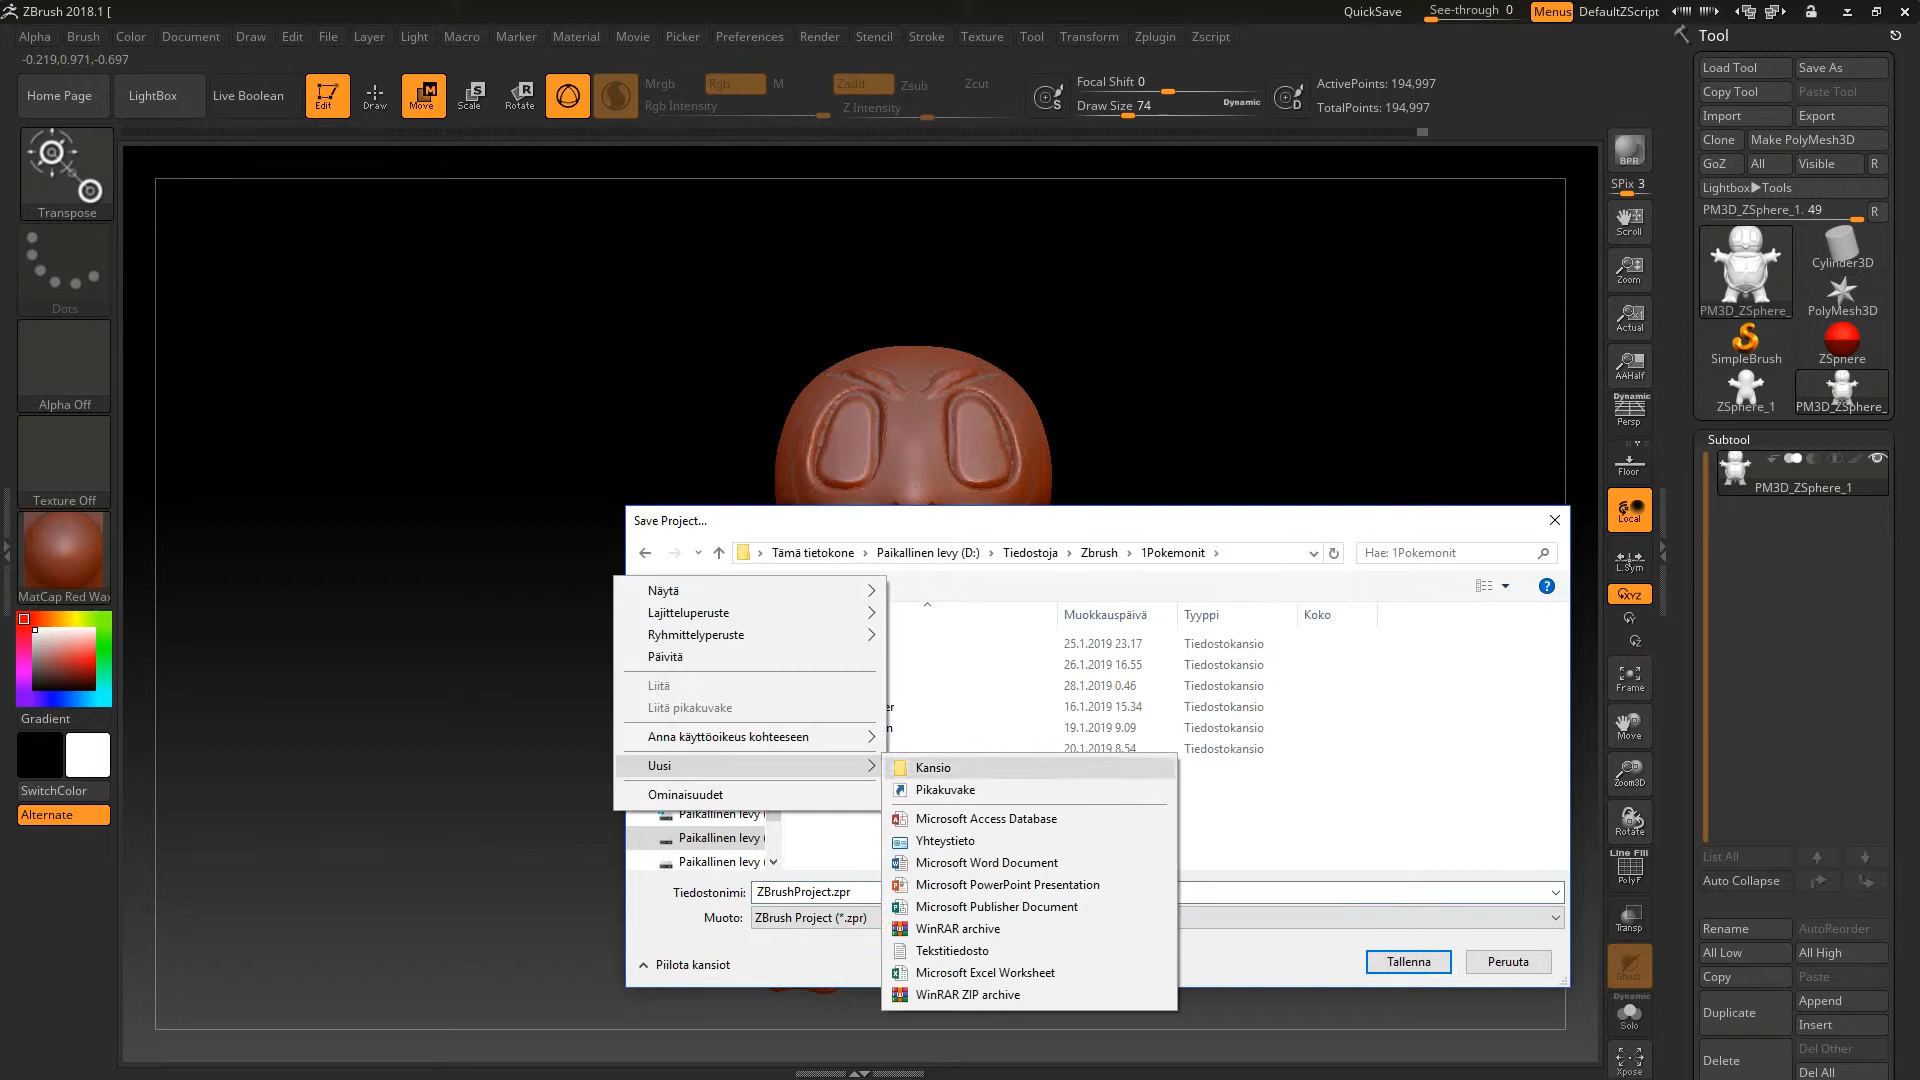 ZBrush 2018.1 [
QuickSave
See-through 0
Menus
DefaultZScript
Alpha Brush Color Document Draw Edit File Layer Light Macro Marker Material Movie Picker Preferences Render Stencil Stroke Texture Tool Transform Zplugin Zscript
-0.219,0.971,-0.697
Home Page
LightBox
Live Boolean
Edit
Draw
Move
Scale
Rotate
Mrgb Rgb M
Rgb Intensity
Zadd Zsub Zcut
Z Intensity
Focal Shift 0
Draw Size 74
Dynamic
S
D
ActivePoints: 194,997
TotalPoints: 194,997
Transpose
Dots
Alpha Off
Texture Off
MatCap Red Wax
Gradient
SwitchColor
Alternate
Save Project...
Tämä tietokone
Paikallinen levy (D:)
Tiedostoja
Zbrush
1Pokemonit
Hae: 1Pokemonit
Näytä
Lajitteluperuste
Ryhmittelyperuste
Päivitä
Liitä
Liitä pikakuvake
Anna käyttöoikeus kohteeseen
Uusi
Ominaisuudet
Muokkauspäivä Tyyppi Koko
25.1.2019 23.17 Tiedostokansio
26.1.2019 16.55 Tiedostokansio
28.1.2019 0.46 Tiedostokansio
er 16.1.2019 15.34 Tiedostokansio
n 19.1.2019 9.09 Tiedostokansio
20.1.2019 8.54 Tiedostokansio
Kansio
Pikakuvake
Microsoft Access Database
Yhteystieto
Microsoft Word Document
Microsoft PowerPoint Presentation
Microsoft Publisher Document
WinRAR archive
Tekstitiedosto
Microsoft Excel Worksheet
WinRAR ZIP archive
Paikallinen levy (
Paikallinen levy (
Paikallinen levy (
Tiedostonimi: ZBrushProject.zpr
Muoto: ZBrush Project (*.zpr)
Piilota kansiot
Tallenna
Peruuta
BPR
SPix 3
Scroll
Zoom
Actual
AAHalf
Dynamic
Persp
Floor
Local
L.Sym
XYZ
Y
Z
Frame
Move
Zoom3D
Rotate
Line Fill
PolyF
Transp
Ghost
Dynamic
Solo
Xpose
Tool
Load Tool Save As
Copy Tool Paste Tool
Import Export
Clone Make PolyMesh3D
GoZ All Visible R
Lightbox▶Tools
PM3D_ZSphere_1. 49 R
PM3D_ZSphere_
Cylinder3D
PolyMesh3D
SimpleBrush
ZSphere
ZSphere_1
PM3D_ZSphere_
Subtool
PM3D_ZSphere_1
List All
Auto Collapse
Rename AutoReorder
All Low All High
Copy Paste
Duplicate
Append
Insert
Delete
Del Other
Del All